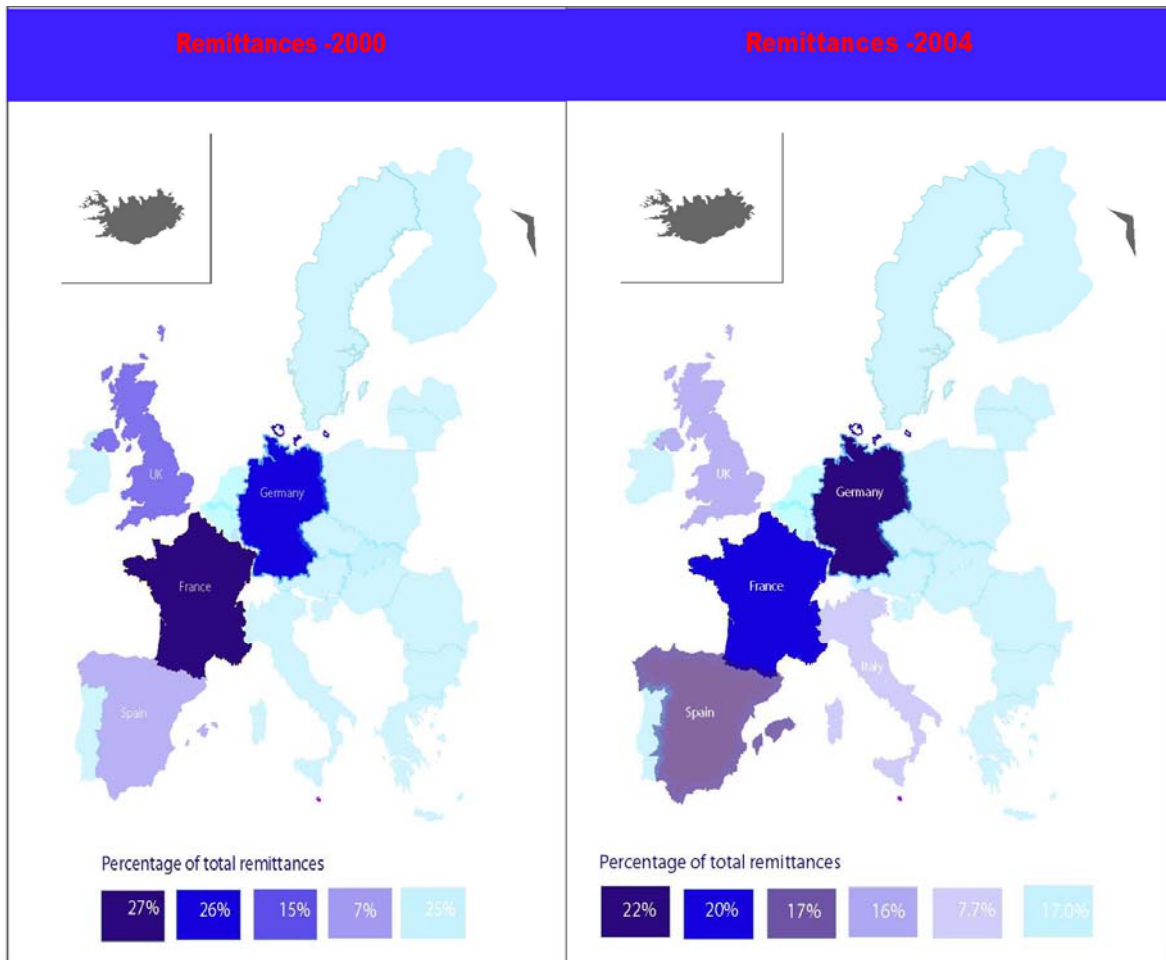 Remittances -2000
UK
Germany
France
Spain
Percentage of total remittances
27% 26% 15% 7% 25%
Remittances -2004
UK
Germany
France
Italy
Spain
Percentage of total remittances
22% 20% 17% 16% 7.7% 17.0%